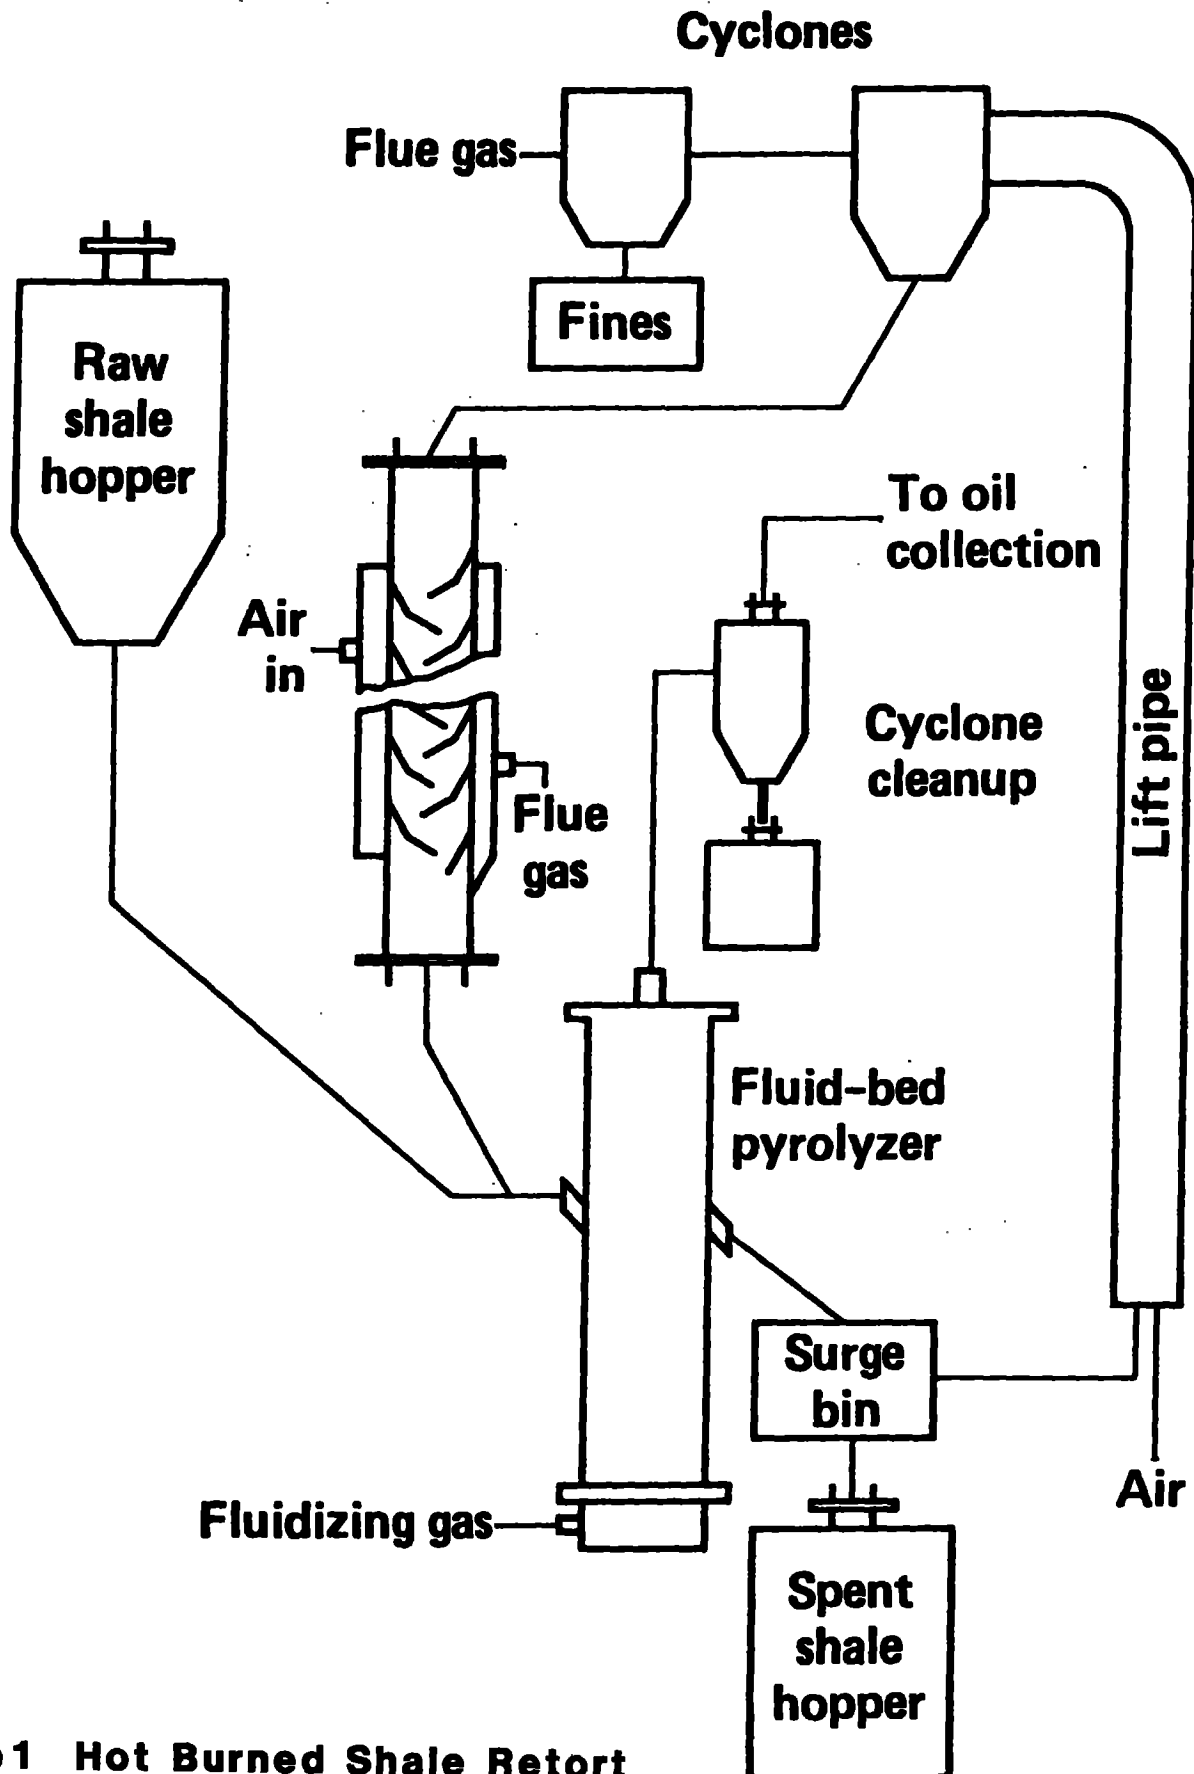 Cyclones
Flue gas
Fines
Raw
shale
hopper
To oil
collection
Air
in
Cyclone
cleanup
Lift pipe
Flue
gas
Fluid-bed
pyrolyzer
Surge
bin
Air
Fluidizing gas
Spent
shale
hopper
1 Hot Burned Shale Retort